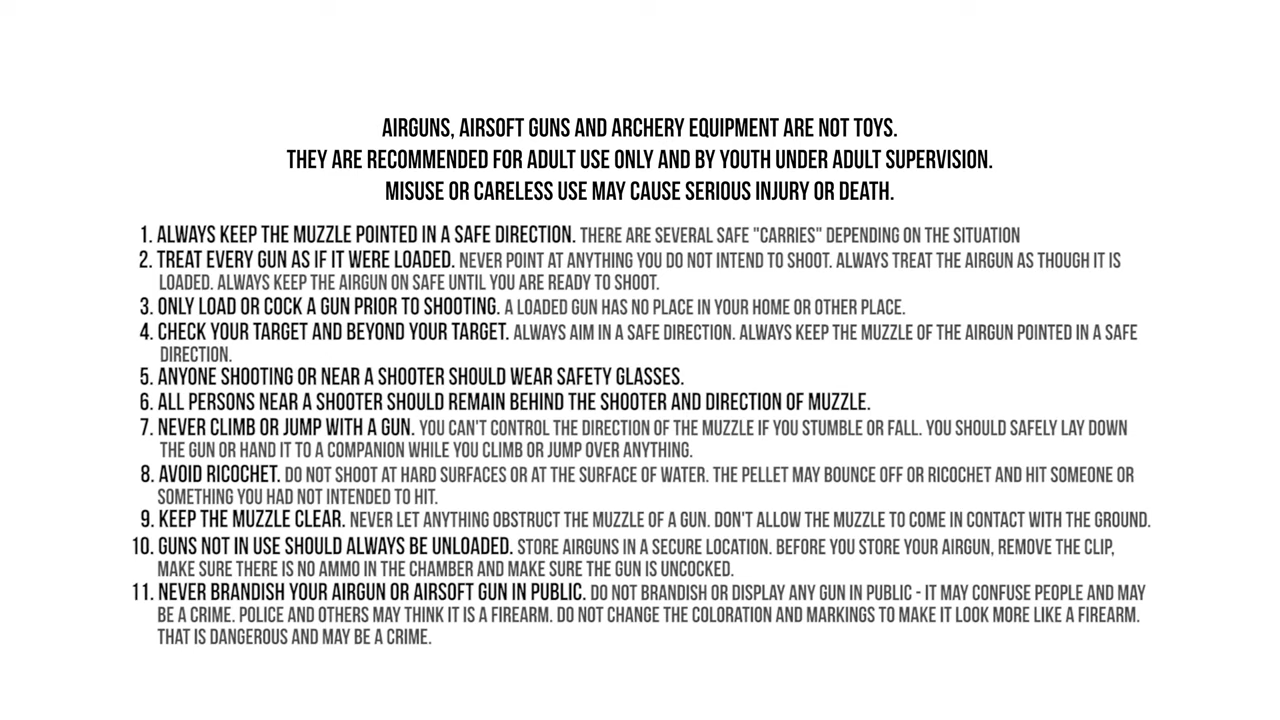 AIRGUNS, AIRSOFT GUNS AND ARCHERY EQUIPMENT ARE NOT TOYS.
THEY ARE RECOMMENDED FOR ADULT USE ONLY AND BY YOUTH UNDER ADULT SUPERVISION.
MISUSE OR CARELESS USE MAY CAUSE SERIOUS INJURY OR DEATH.
1. ALWAYS KEEP THE MUZZLE POINTED IN A SAFE DIRECTION. THERE ARE SEVERAL SAFE "CARRIES" DEPENDING ON THE SITUATION
2. TREAT EVERY GUN AS IF IT WERE LOADED. NEVER POINT AT ANYTHING YOU DO NOT INTEND TO SHOOT. ALWAYS TREAT THE AIRGUN AS THOUGH IT IS
LOADED. ALWAYS KEEP THE AIRGUN ON SAFE UNTIL YOU ARE READY TO SHOOT.
3. ONLY LOAD OR COCK A GUN PRIOR TO SHOOTING. A LOADED GUN HAS NO PLACE IN YOUR HOME OR OTHER PLACE.
4. CHECK YOUR TARGET AND BEYOND YOUR TARGET. ALWAYS AIM IN A SAFE DIRECTION. ALWAYS KEEP THE MUZZLE OF THE AIRGUN POINTED IN A SAFE
DIRECTION.
5. ANYONE SHOOTING OR NEAR A SHOOTER SHOULD WEAR SAFETY GLASSES.
6. ALL PERSONS NEAR A SHOOTER SHOULD REMAIN BEHIND THE SHOOTER AND DIRECTION OF MUZZLE.
7. NEVER CLIMB OR JUMP WITH A GUN. YOU CAN'T CONTROL THE DIRECTION OF THE MUZZLE IF YOU STUMBLE OR FALL. YOU SHOULD SAFELY LAY DOWN
THE GUN OR HAND IT TO A COMPANION WHILE YOU CLIMB OR JUMP OVER ANYTHING.
8. AVOID RICOCHET. DO NOT SHOOT AT HARD SURFACES OR AT THE SURFACE OF WATER. THE PELLET MAY BOUNCE OFF OR RICOCHET AND HIT SOMEONE OR
SOMETHING YOU HAD NOT INTENDED TO HIT.
9. KEEP THE MUZZLE CLEAR. NEVER LET ANYTHING OBSTRUCT THE MUZZLE OF A GUN. DON'T ALLOW THE MUZZLE TO COME IN CONTACT WITH THE GROUND.
10. GUNS NOT IN USE SHOULD ALWAYS BE UNLOADED. STORE AIRGUNS IN A SECURE LOCATION. BEFORE YOU STORE YOUR AIRGUN, REMOVE THE CLIP,
MAKE SURE THERE IS NO AMMO IN THE CHAMBER AND MAKE SURE THE GUN IS UNCOCKED.
11. NEVER BRANDISH YOUR AIRGUN OR AIRSOFT GUN IN PUBLIC. DO NOT BRANDISH OR DISPLAY ANY GUN IN PUBLIC - IT MAY CONFUSE PEOPLE AND MAY
BE A CRIME. POLICE AND OTHERS MAY THINK IT IS A FIREARM. DO NOT CHANGE THE COLORATION AND MARKINGS TO MAKE IT LOOK MORE LIKE A FIREARM.
THAT IS DANGEROUS AND MAY BE A CRIME.